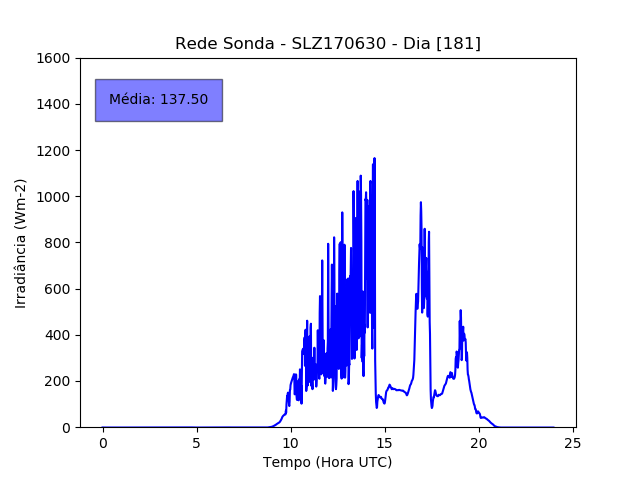 Rede Sonda - SLZ170630 - Dia [181]
1600
Média: 137.50
1400
1200
1000
800
600
400
200
0
Irradiância (Wm-2)
0 5 10 15 20 25
Tempo (Hora UTC)